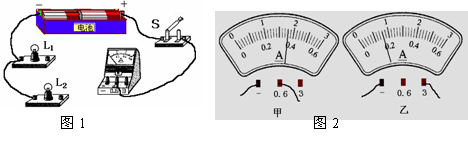 − +
S
电池
L₁
L₂
A
图 1
0 1 2 3
0 0.2 0.4 0.6
A
− 0.6 3
甲
0 1 2 3
0 0.2 0.4 0.6
A
− 0.6 3
乙
图 2